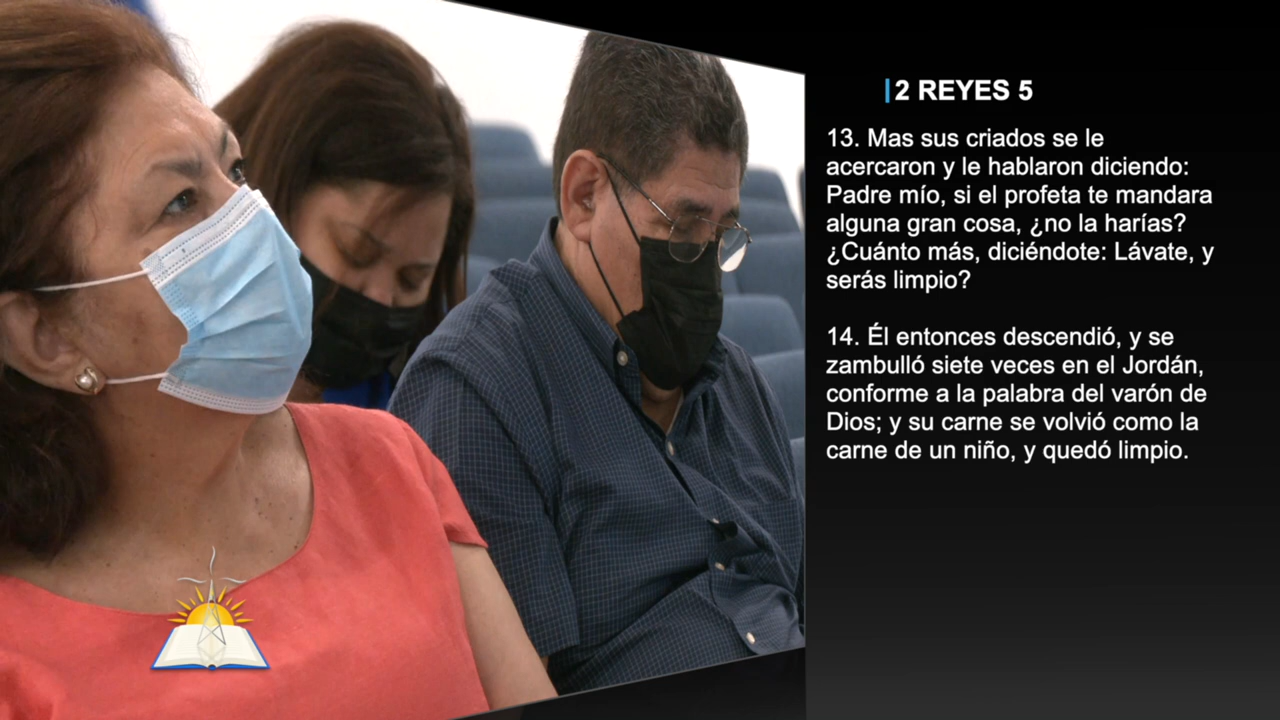 2 REYES 5
13. Mas sus criados se le
acercaron y le hablaron diciendo:
Padre mío, si el profeta te mandara
alguna gran cosa, ¿no la harías?
¿Cuánto más, diciéndote: Lávate, y
serás limpio?
14. Él entonces descendió, y se
zambulló siete veces en el Jordán,
conforme a la palabra del varón de
Dios; y su carne se volvió como la
carne de un niño, y quedó limpio.